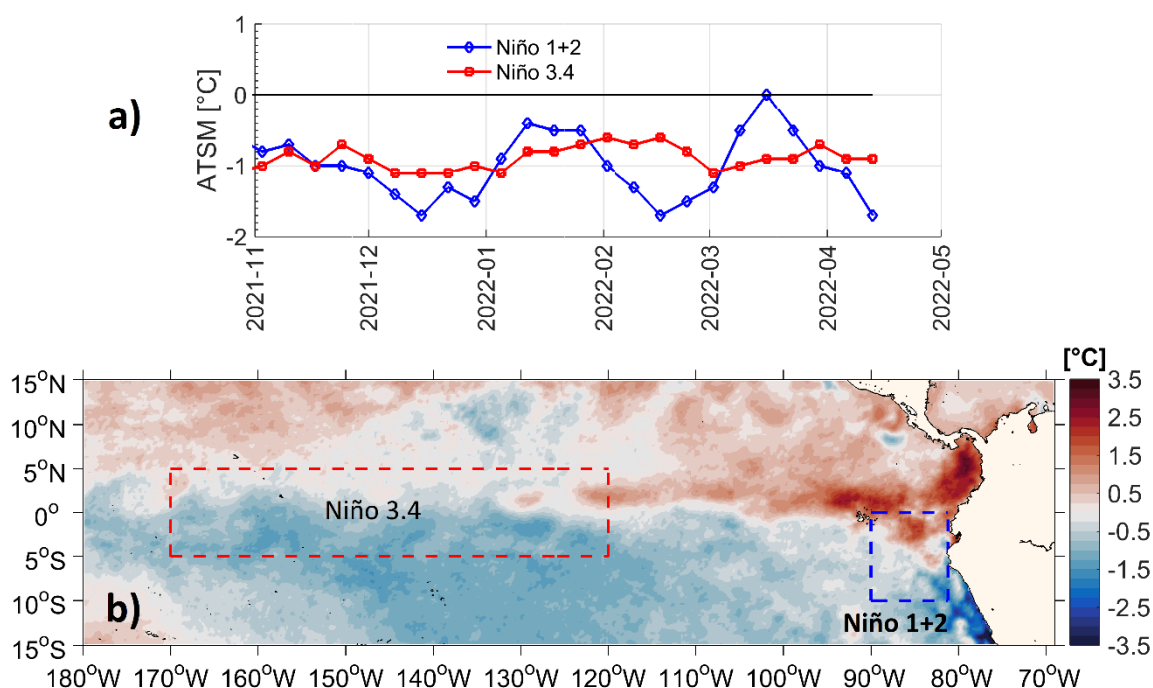 a)
ATSM [°C]
1
0
-1
-2
Niño 1+2
Niño 3.4
2021-11
2021-12
2022-01
2022-02
2022-03
2022-04
2022-05
[°C]
15°N
10°N
5°N
0°
5°S
10°S
15°S
Niño 3.4
b)
Niño 1+2
3.5
2.5
1.5
0.5
-0.5
-1.5
-2.5
-3.5
180°W 170°W 160°W 150°W 140°W 130°W 120°W 110°W 100°W 90°W 80°W 70°W